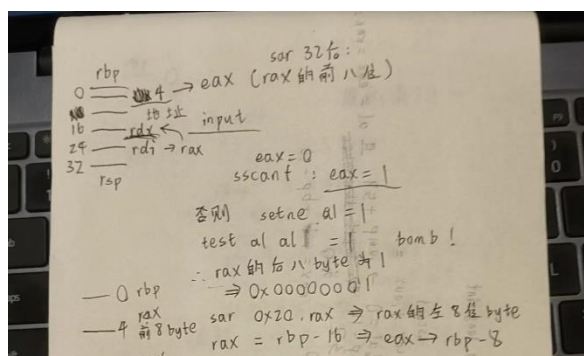 sar 32后:
rbp
0 4 → eax (rax的前八位)
地址
16 rdx ← input
24 rdi → rax
32
rsp
eax = 0
sscanf : eax = 1
否则 setne al = 1
test al al = 1 bomb !
∴ rax的后八byte为1
⇒ 0x00000001
0 rbp
rax
4 前8byte
sar 0x20 . rax ⇒ rax的左8位byte
rax = rbp-16 ⇒ eax → rbp-8